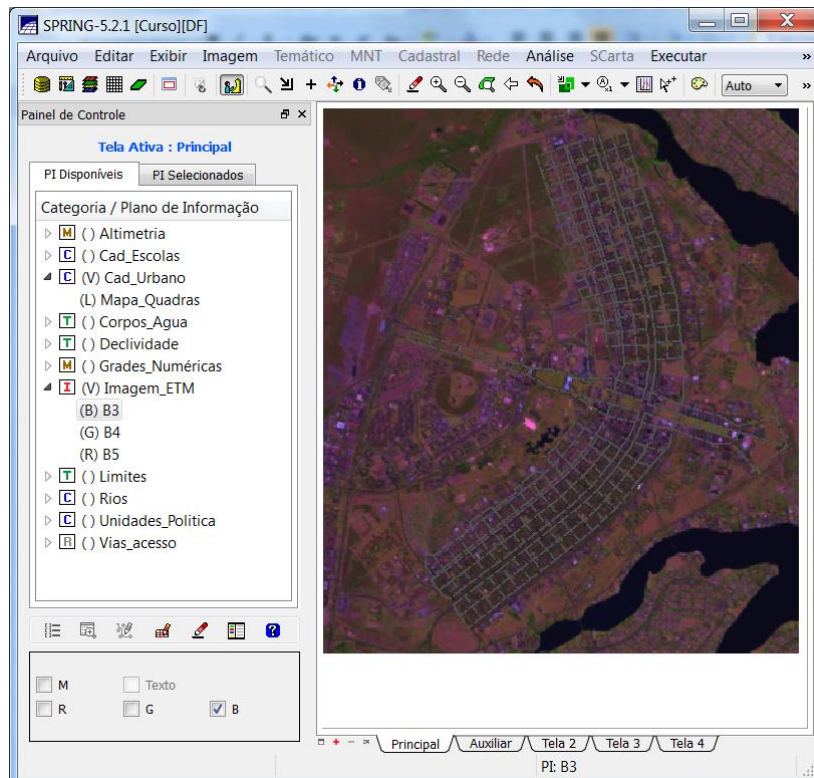 SPRING-5.2.1 [Curso][DF]
Arquivo Editar Exibir Imagem Temático MNT Cadastral Rede Análise SCarta Executar »
Auto »
Painel de Controle
Tela Ativa : Principal
PI Disponíveis PI Selecionados
Categoria / Plano de Informação
M ( ) Altimetria
C ( ) Cad_Escolas
C (V) Cad_Urbano
(L) Mapa_Quadras
T ( ) Corpos_Agua
T ( ) Declividade
M ( ) Grades_Numéricas
I (V) Imagem_ETM
(B) B3
(G) B4
(R) B5
T ( ) Limites
C ( ) Rios
C ( ) Unidades_Politica
R ( ) Vias_acesso
M Texto
R G B
Principal Auxiliar Tela 2 Tela 3 Tela 4
PI: B3